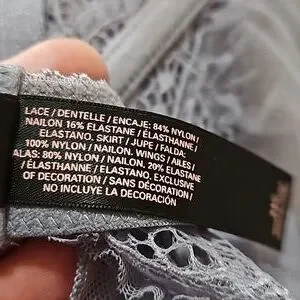 LACE / DENTELLE / ENCAJE: 84% NYLON /
NAILON 16% ELASTANE / ÉLASTHANNE /
ELASTANO. SKIRT / JUPE / FALDA:
100% NYLON / NAILON. WINGS / AILES /
ALAS: 80% NYLON / NAILON, 20% ELASTANE
/ ÉLASTHANNE / ELASTANO. EXCLUSIVE
OF DECORATION / SANS DÉCORATION /
NO INCLUYE LA DECORACIÓN